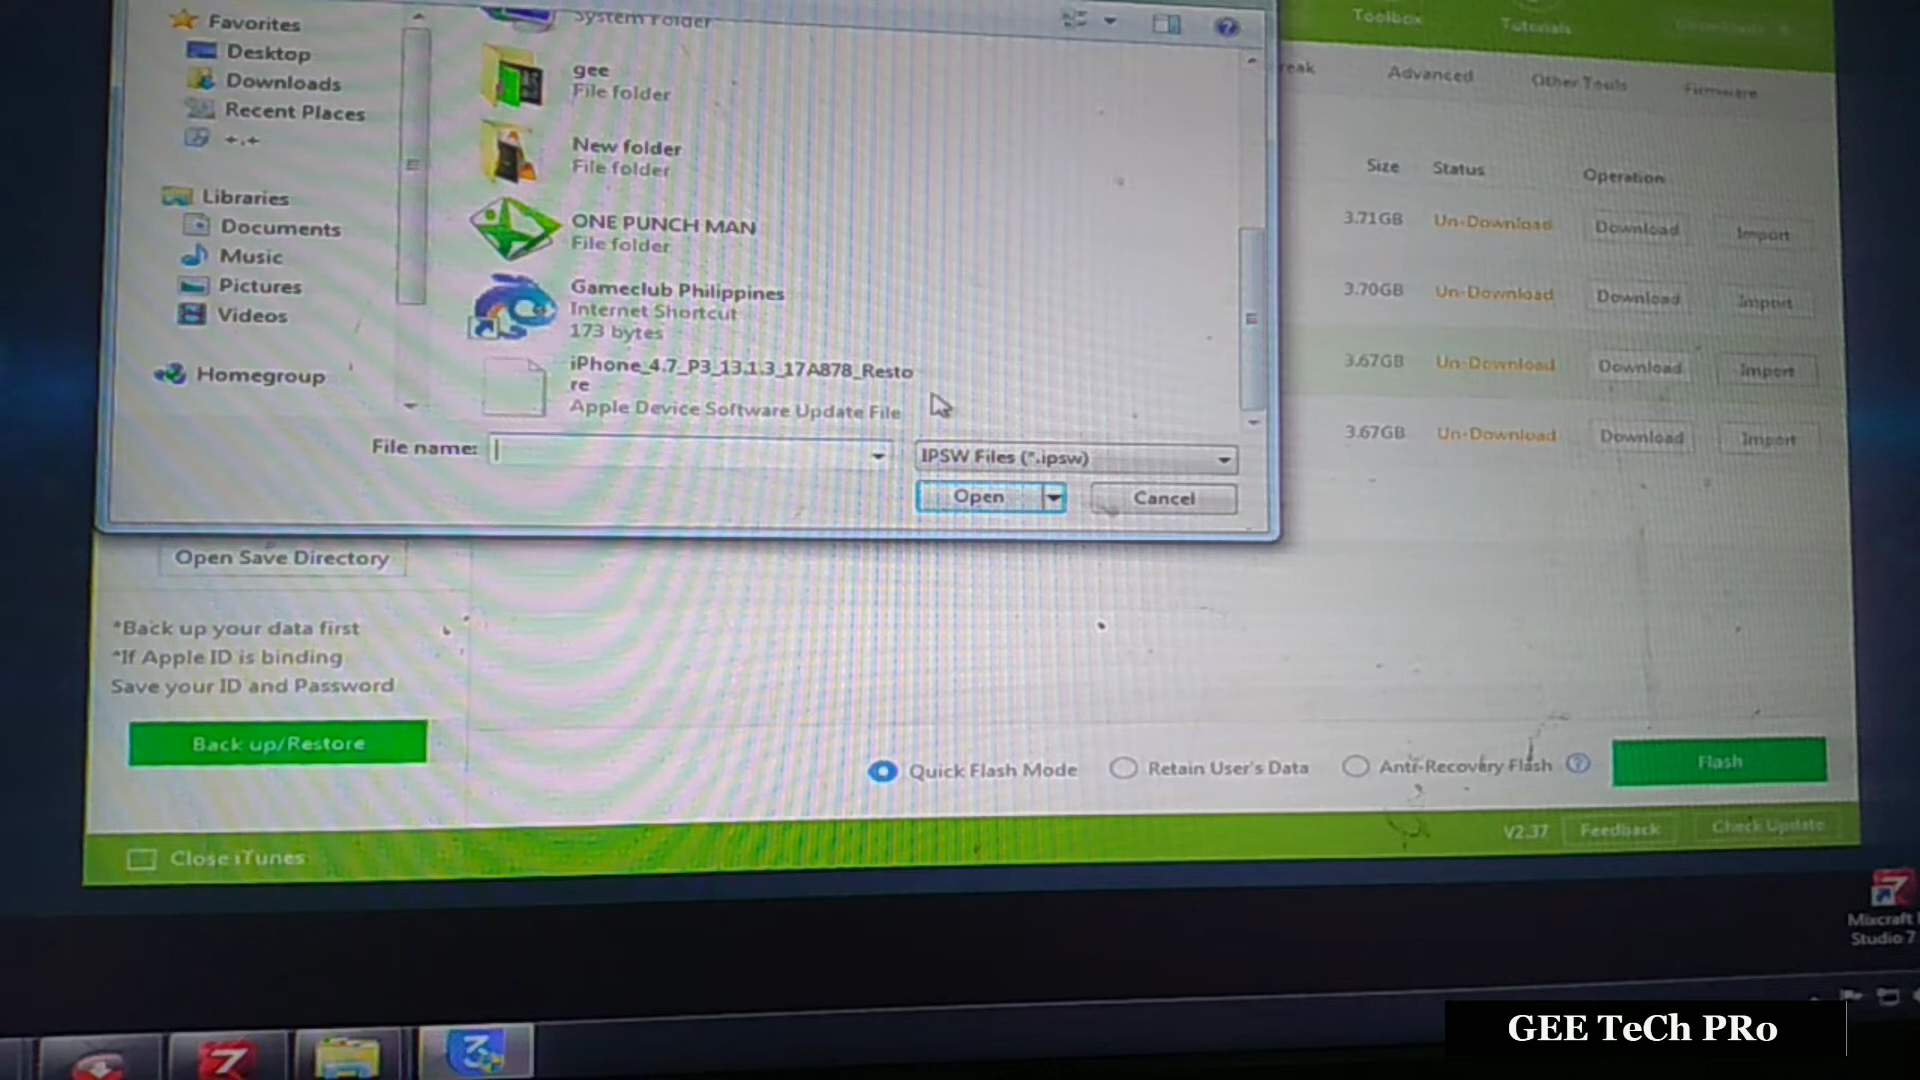 Favorites
Desktop
Downloads
Recent Places
Libraries
Documents
Music
Pictures
Videos
Homegroup
System Folder
gee
File folder
New folder
File folder
ONE PUNCH MAN
File folder
Gameclub Philippines
Internet Shortcut
173 bytes
iPhone_4.7_P3_13.1.3_17A878_Resto
re
Apple Device Software Update File
File name:
IPSW Files (*.ipsw)
Open
Cancel
Toolbox
Tutorials
reak
Advanced
Other Tools
Firmware
Size
Status
Operation
3.71GB
Un-Download
Download
Import
3.70GB
Un-Download
Download
Import
3.67GB
Un-Download
Download
Import
3.67GB
Un-Download
Download
Import
Open Save Directory
*Back up your data first
*If Apple ID is binding
Save your ID and Password
Back up/Restore
Quick Flash Mode
Retain User's Data
Anti-Recovery Flash
?
Flash
V2.37
Feedback
Check Update
Close iTunes
Mixcraft
Studio 7
GEE TeCh PRo